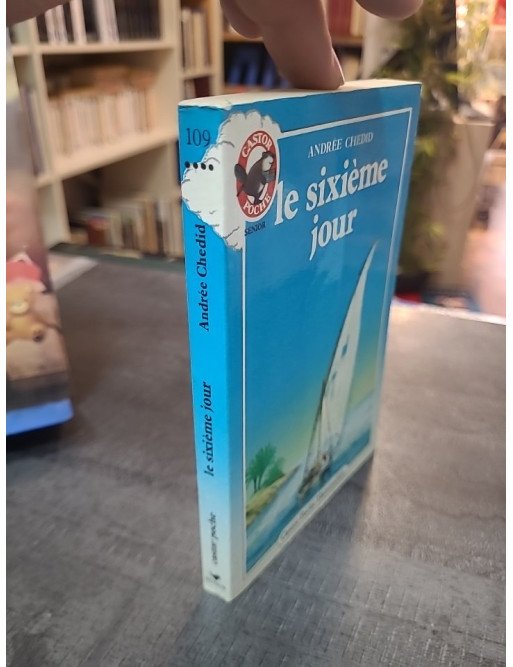 109
Andrée Chedid
le sixième jour
castor poche
CASTOR
POCHE
SENIOR
ANDRÉE CHEDID
le sixième
jour